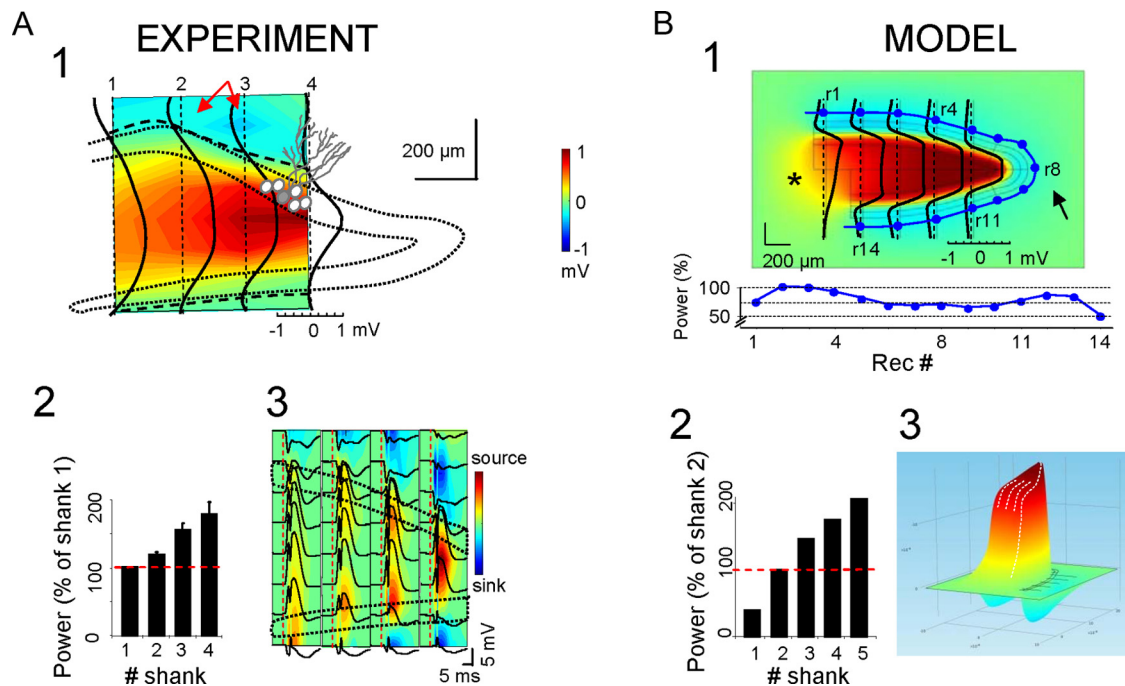 A
EXPERIMENT
1
1 2 3 4
200 µm
1
0
-1
mV
-1 0 1 mV
2
Power (% of shank 1)
200
100
0
1 2 3 4
# shank
3
source
sink
5 mV
5 ms
B
MODEL
1
r1
r4
r8
r11
r14
*
200 µm
-1 0 1 mV
Power (%)
100
50
1 4 8 11 14
Rec #
2
Power (% of shank 2)
200
100
0
1 2 3 4 5
# shank
3